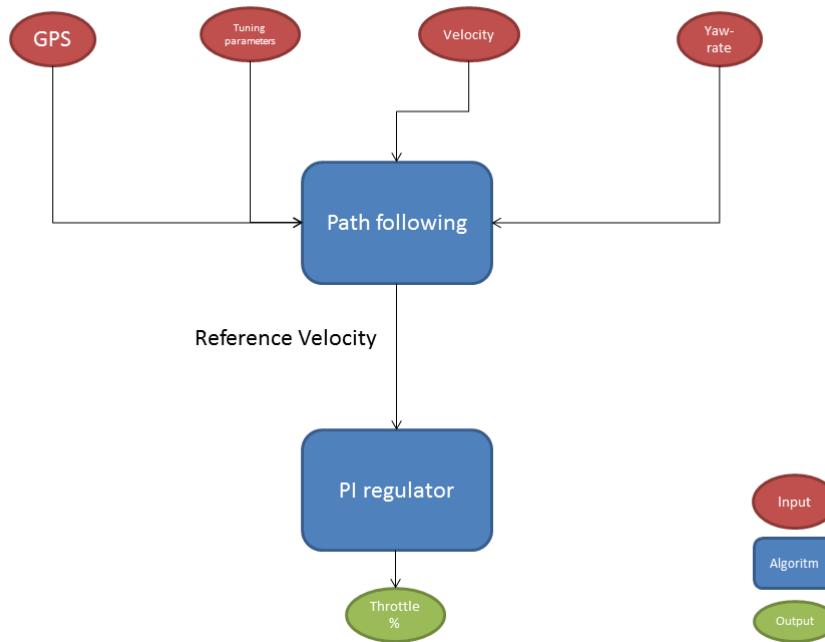 GPS
Tuning
parameters
Velocity
Yaw-
rate
Path following
Reference Velocity
PI regulator
Input
Algoritm
Throttle
%
Output